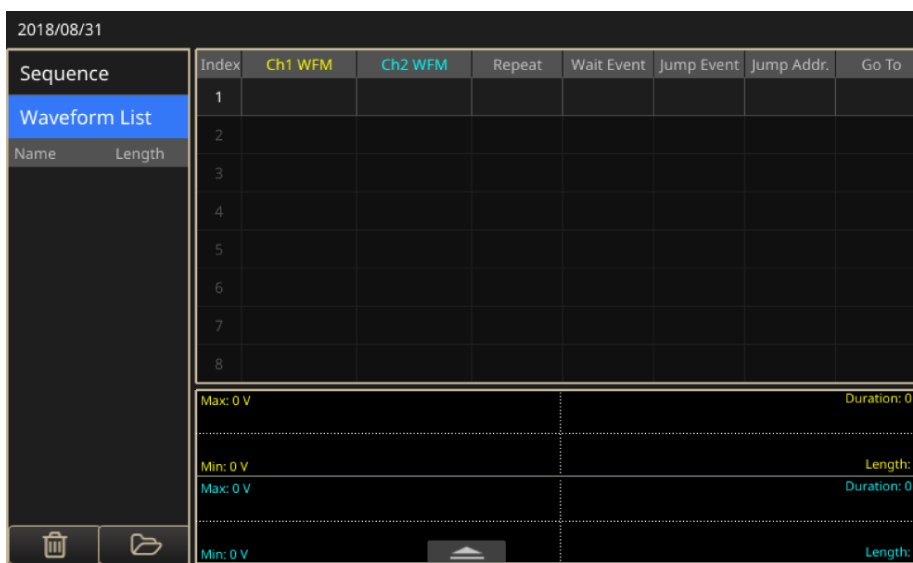 2018/08/31
Sequence
Waveform List
Name Length
Index Ch1 WFM Ch2 WFM Repeat Wait Event Jump Event Jump Addr. Go To
1
2
3
4
5
6
7
8
Max: 0 V Duration: 0
Min: 0 V Length:
Max: 0 V Duration: 0
Min: 0 V Length: